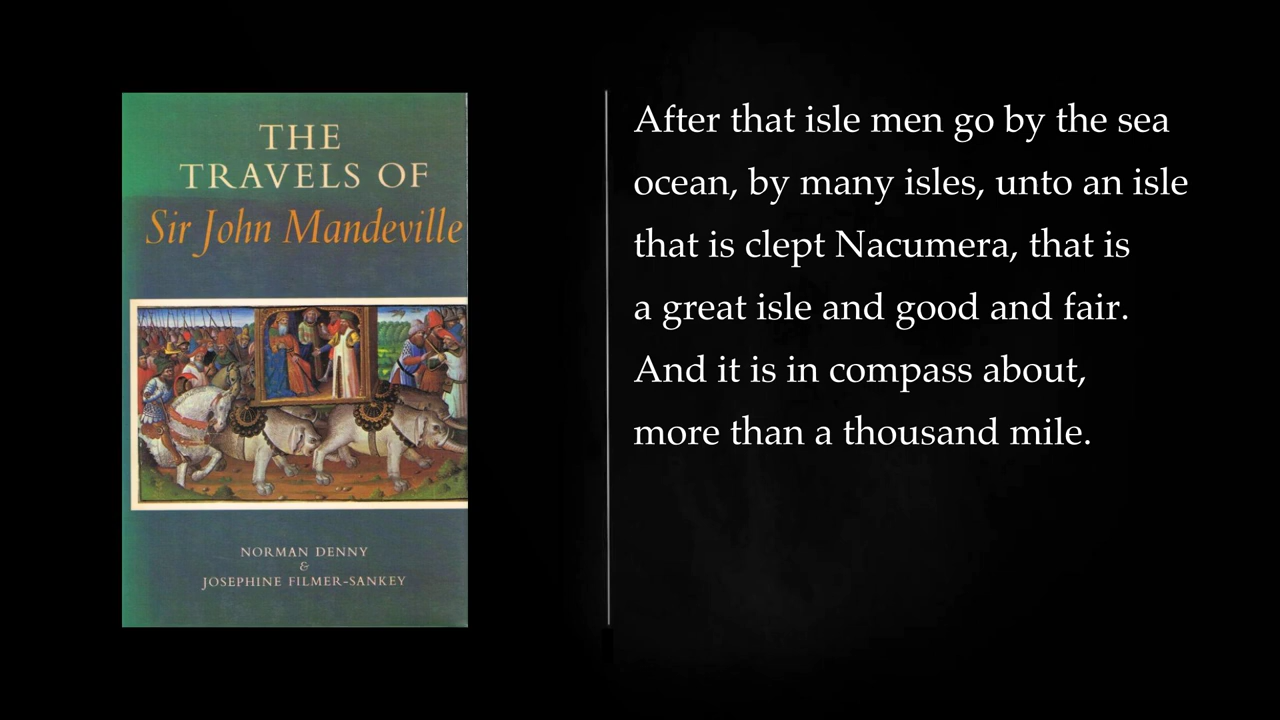 THE
TRAVELS OF
Sir John Mandeville
NORMAN DENNY
&
JOSEPHINE FILMER-SANKEY
After that isle men go by the sea
ocean, by many isles, unto an isle
that is clept Nacumera, that is
a great isle and good and fair.
And it is in compass about,
more than a thousand mile.